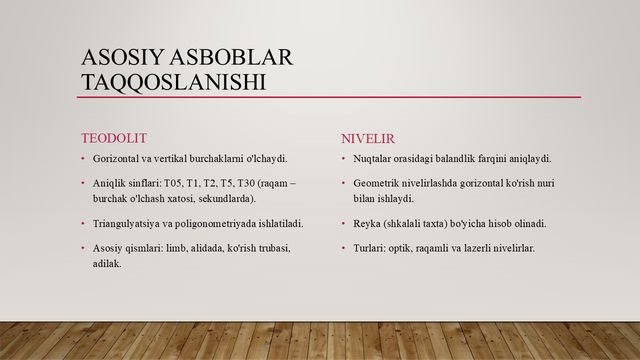 ASOSIY ASBOBLAR
TAQQOSLANISHI
TEODOLIT
• Gorizontal va vertikal burchaklarni o'lchaydi.
• Aniqlik sinflari: T05, T1, T2, T5, T30 (raqam –
burchak o'lchash xatosi, sekundlarda).
• Triangulyatsiya va poligonometriyada ishlatiladi.
• Asosiy qismlari: limb, alidada, ko'rish trubasi,
adilak.
NIVELIR
• Nuqtalar orasidagi balandlik farqini aniqlaydi.
• Geometrik nivelirlashda gorizontal ko'rish nuri
bilan ishlaydi.
• Reyka (shkalali taxta) bo'yicha hisob olinadi.
• Turlari: optik, raqamli va lazerli nivelirlar.